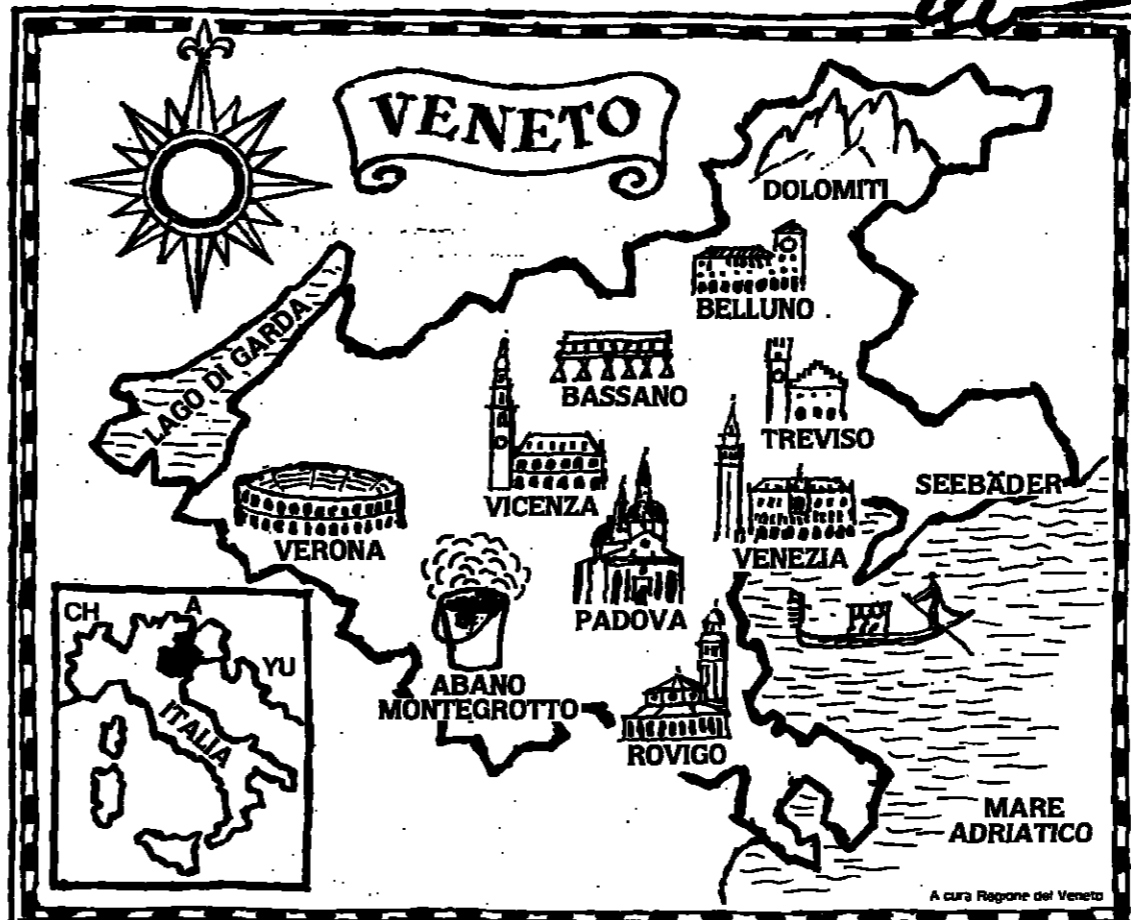 VENETO
DOLOMITI
BELLUNO
LAGO DI GARDA
BASSANO
TREVISO
VICENZA
SEEBÄDER
VERONA
VENEZIA
PADOVA
CH
A
YU
ITALIA
ABANO
MONTEGROTTO
ROVIGO
MARE
ADRIATICO
A cura Regione del Veneto